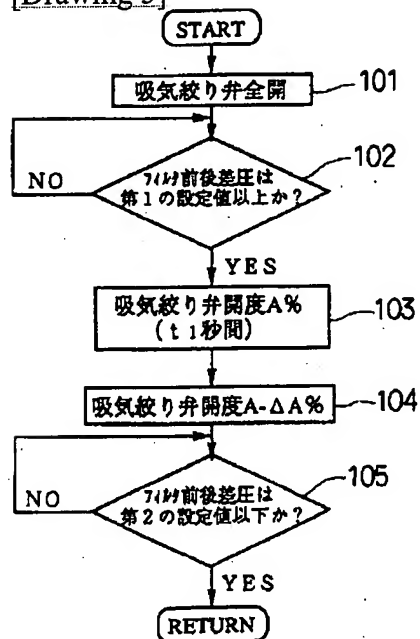 START
吸気絞り弁全開
101
フィルタ前後差圧は
第1の設定値以上か?
102
NO
YES
吸気絞り弁開度A%
(t1秒間)
103
吸気絞り弁開度A-ΔA%
104
フィルタ前後差圧は
第2の設定値以下か?
105
NO
YES
RETURN